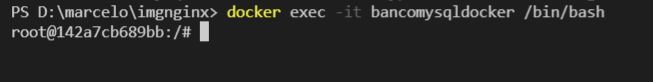 PS D:\marcelo\imgnginx> docker exec -it bancomysqldocker /bin/bash
root@142a7cb689bb:/#